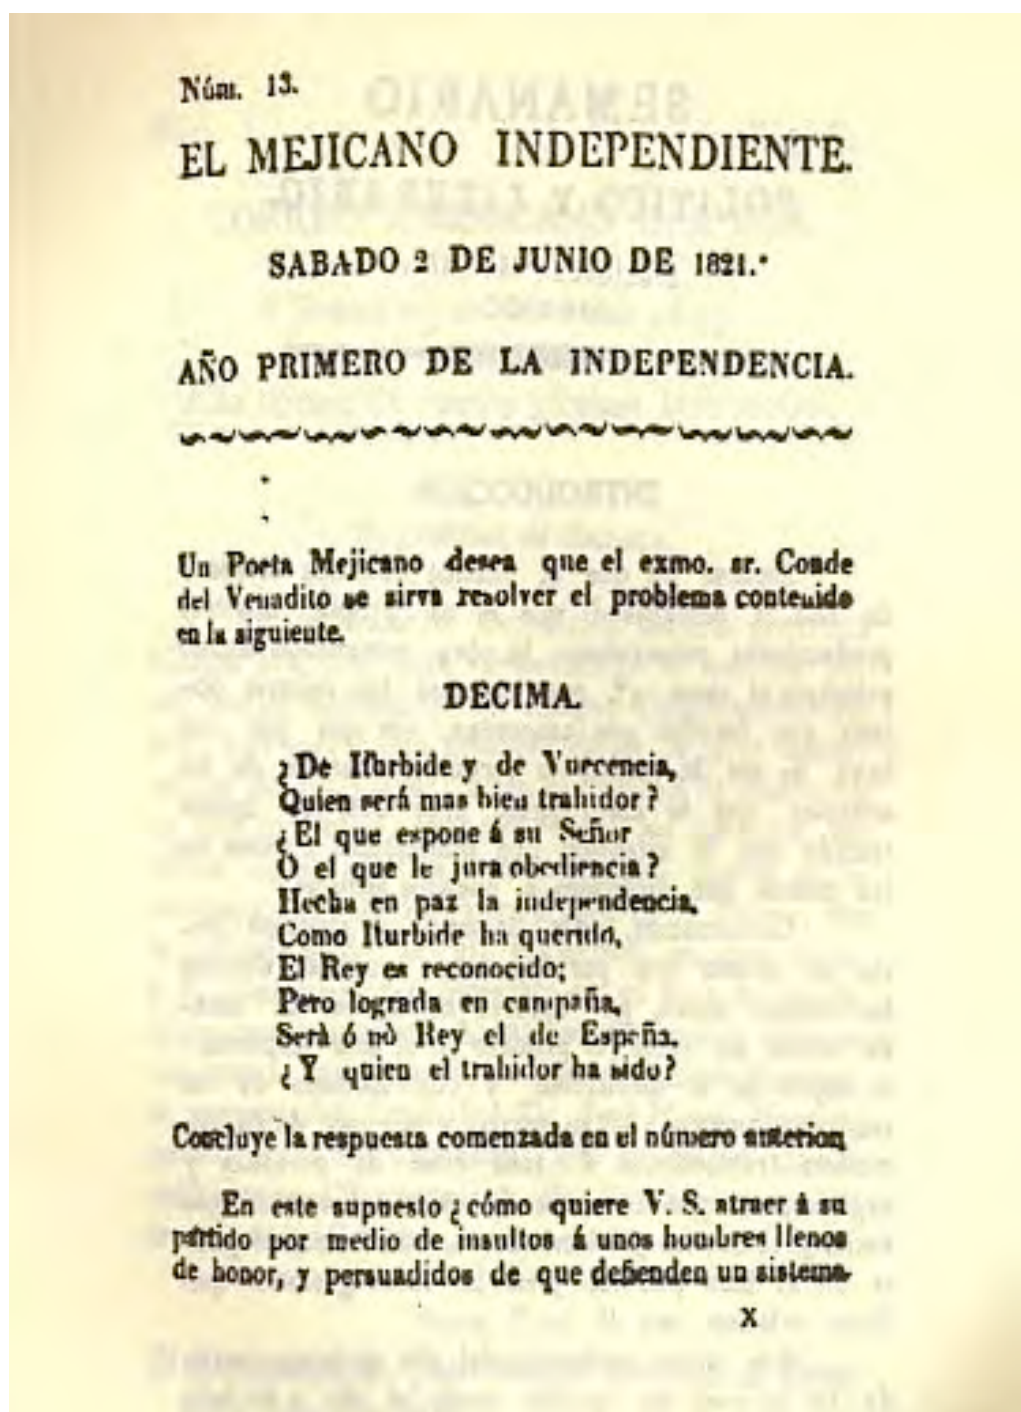 Núm. 13.
EL MEJICANO INDEPENDIENTE.
SABADO 2 DE JUNIO DE 1821.
AÑO PRIMERO DE LA INDEPENDENCIA.
Un Poeta Mejicano desea que el exmo. sr. Conde
del Venadito se sirva resolver el problema contenido
en la siguiente.
DECIMA.
¿De Iturbide y de Vuecencia,
Quien será mas bien trahidor?
¿El que espone á su Señor
O el que le jura obediencia?
Hecha en paz la independencia,
Como Iturbide ha querido,
El Rey es reconocido;
Pero lograda en campaña,
Serà ó nò Rey el de España.
¿Y quien el trahidor ha sido?
Concluye la respuesta comenzada en el número anterior,
En este supuesto ¿cómo quiere V. S. atraer á su
partido por medio de insultos á unos hombres llenos
de honor, y persuadidos de que defienden un sistema
X